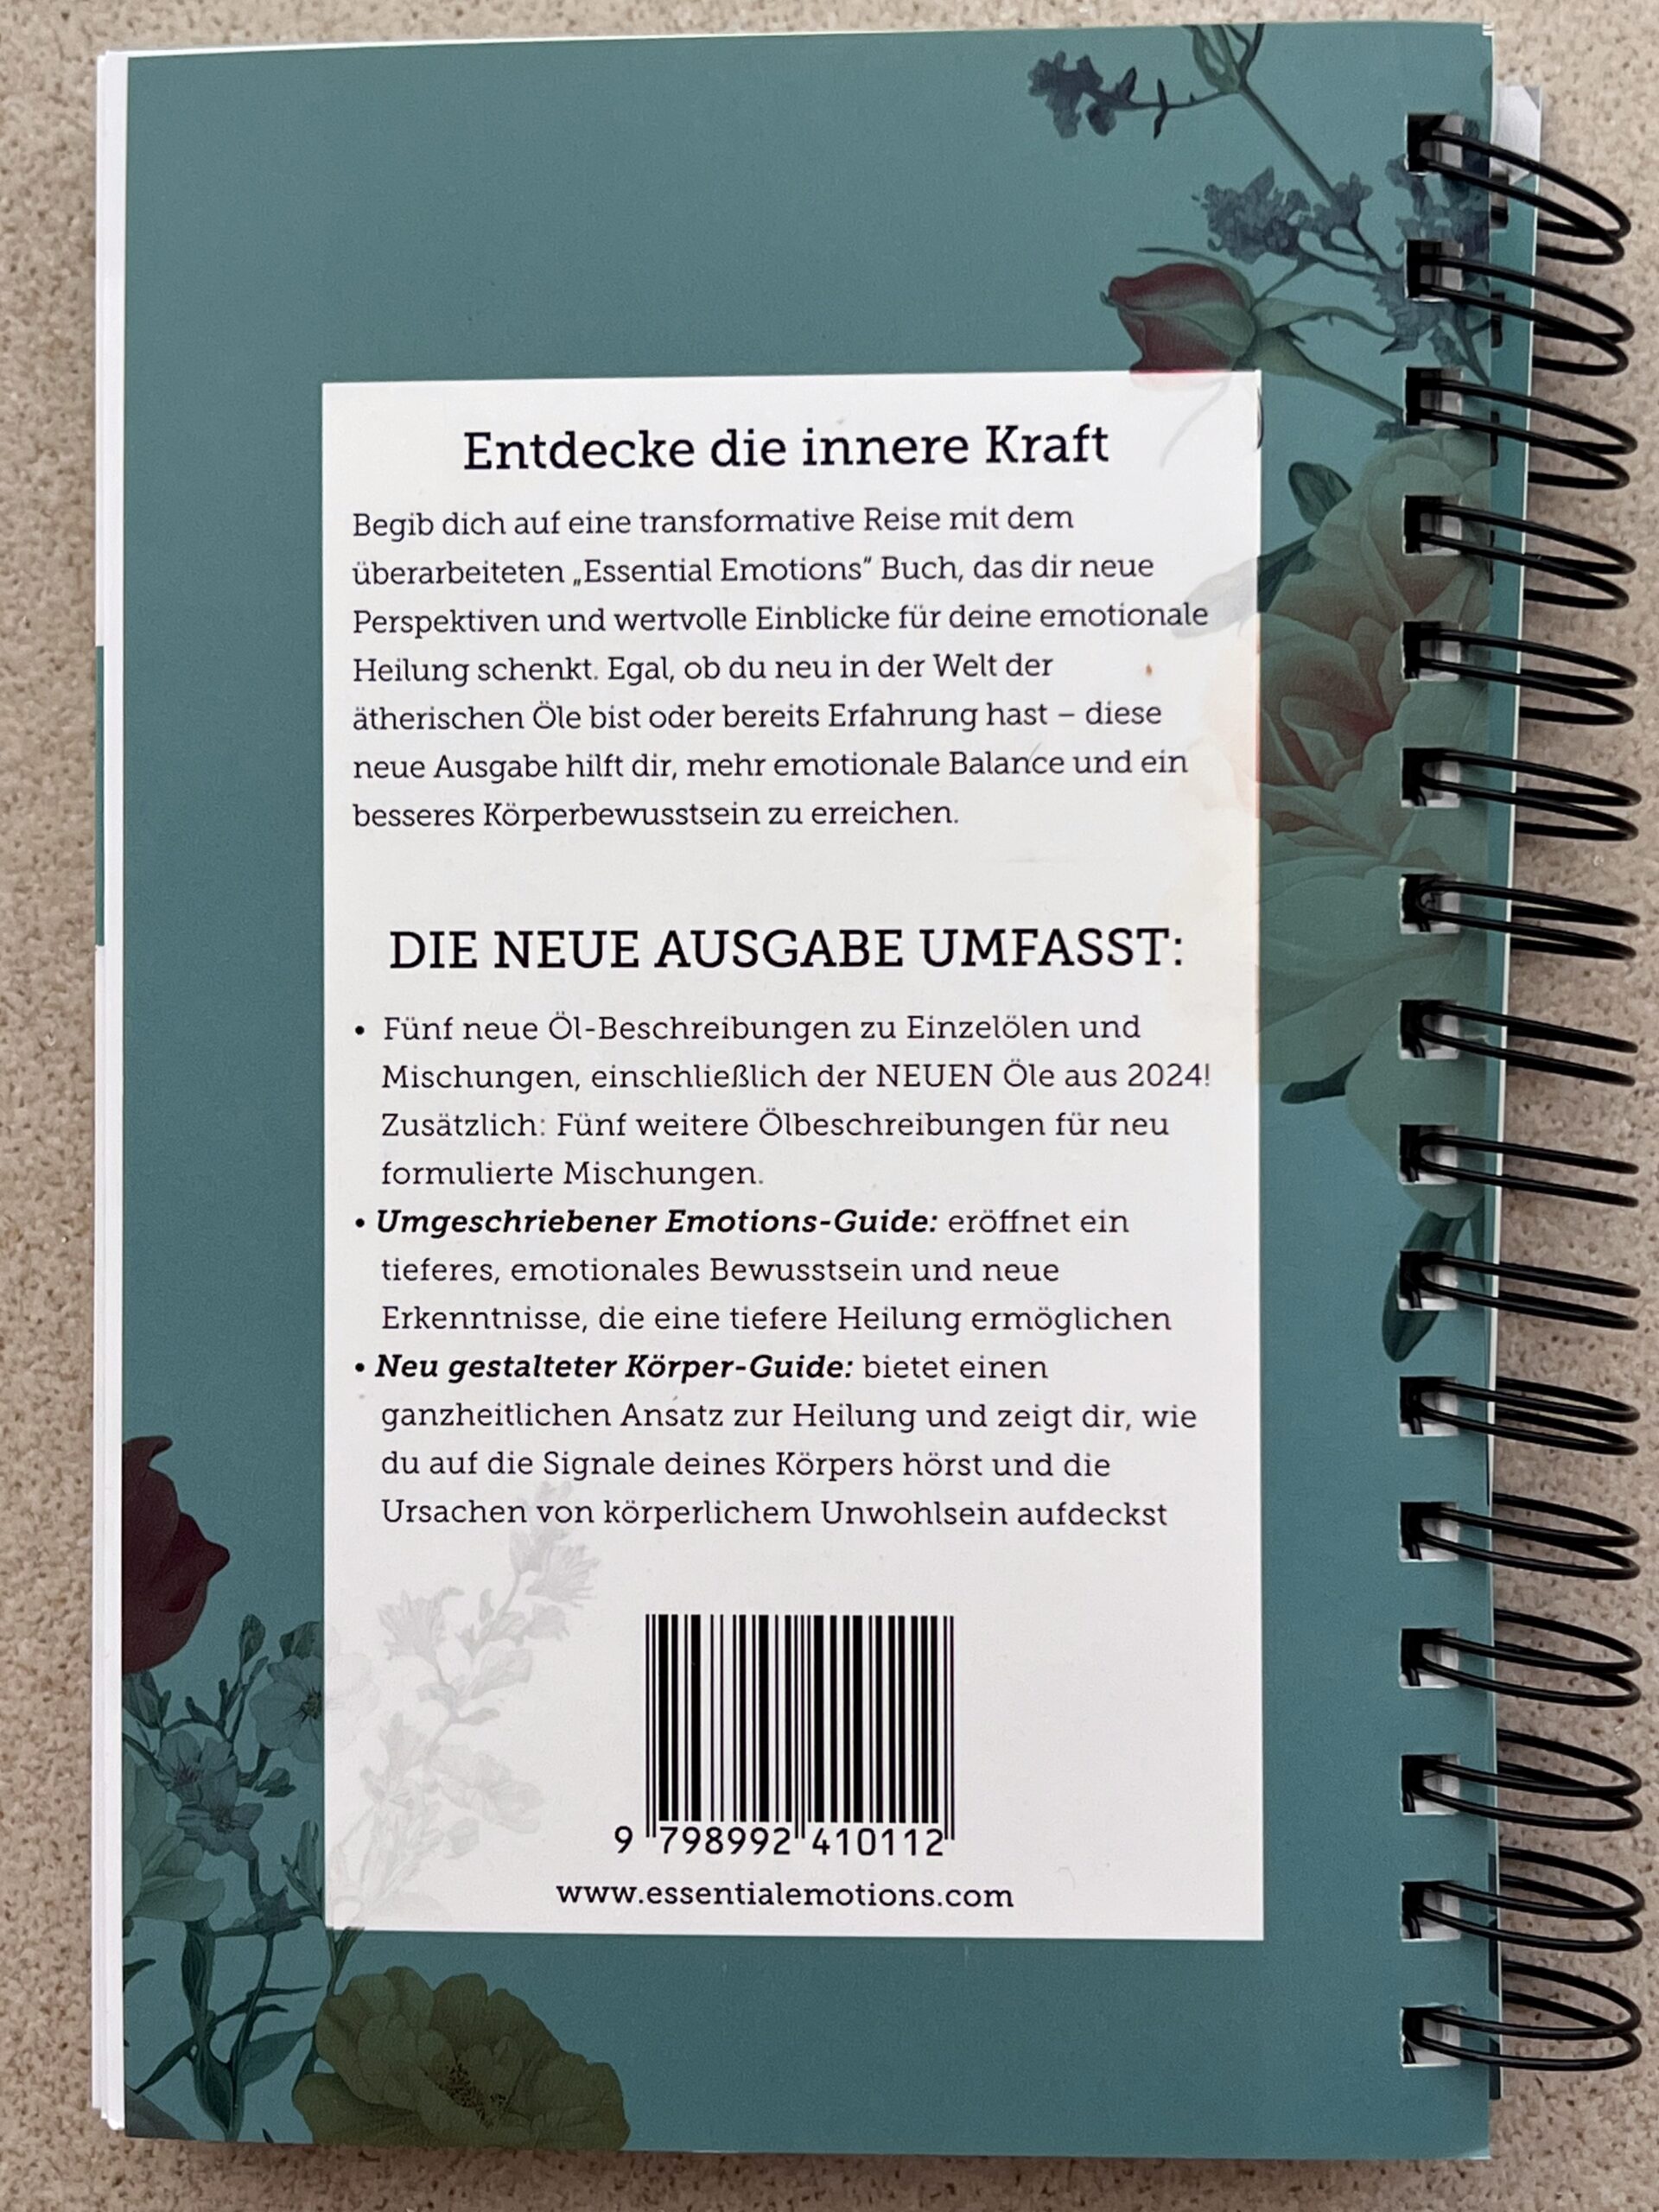 Entdecke die innere Kraft
Begib dich auf eine transformative Reise mit dem
überarbeiteten „Essential Emotions” Buch, das dir neue
Perspektiven und wertvolle Einblicke für deine emotionale
Heilung schenkt. Egal, ob du neu in der Welt der
ätherischen Öle bist oder bereits Erfahrung hast – diese
neue Ausgabe hilft dir, mehr emotionale Balance und ein
besseres Körperbewusstsein zu erreichen.
DIE NEUE AUSGABE UMFASST:
• Fünf neue Öl-Beschreibungen zu Einzelölen und
Mischungen, einschließlich der NEUEN Öle aus 2024!
Zusätzlich: Fünf weitere Ölbeschreibungen für neu
formulierte Mischungen.
• Umgeschriebener Emotions-Guide: eröffnet ein
tieferes, emotionales Bewusstsein und neue
Erkenntnisse, die eine tiefere Heilung ermöglichen
• Neu gestalteter Körper-Guide: bietet einen
ganzheitlichen Ansatz zur Heilung und zeigt dir, wie
du auf die Signale deines Körpers hörst und die
Ursachen von körperlichem Unwohlsein aufdeckst
9 798992 410112
www.essentialemotions.com